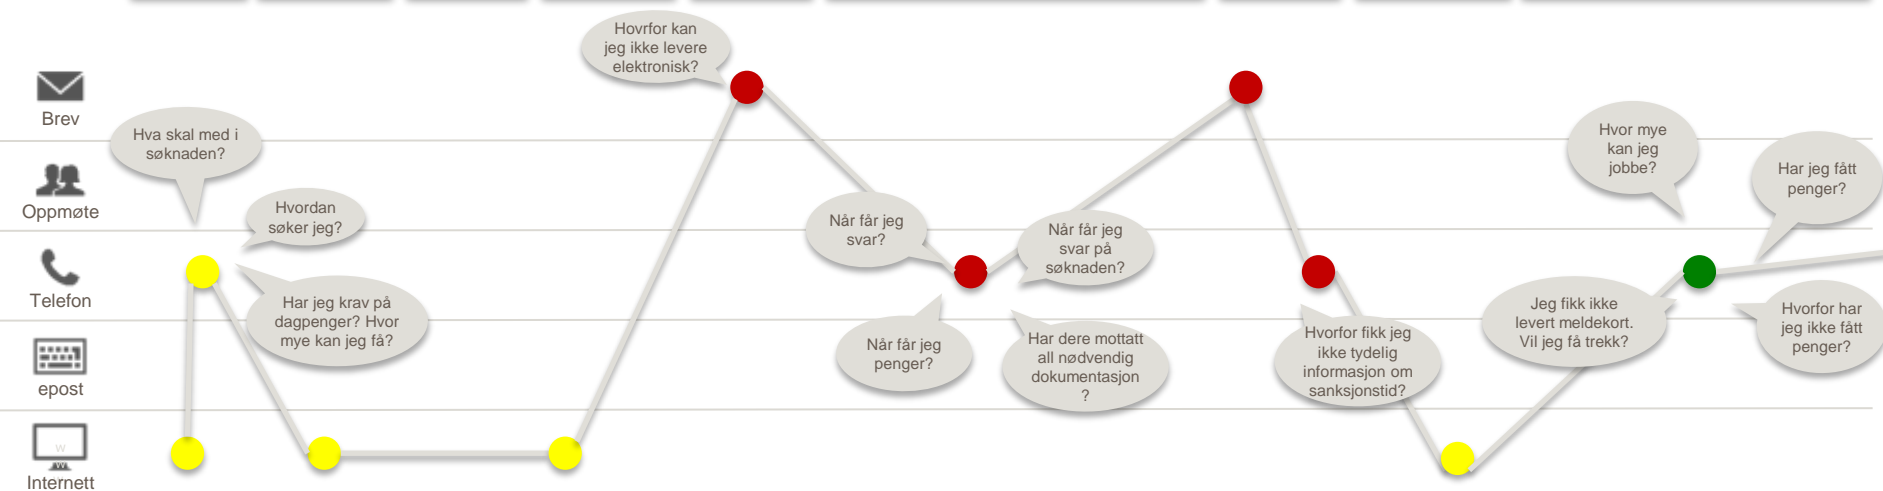 Hovrfor kan
jeg ikke levere
elektronisk?
Brev
Hva skal med i
søknaden?
Hvor mye
kan jeg
jobbe?
Har jeg fått
penger?
Oppmøte
Hvordan
søker jeg?
Når får jeg
svar?
Når får jeg
svar på
søknaden?
Telefon
Har jeg krav på
dagpenger? Hvor
mye kan jeg få?
Jeg fikk ikke
levert meldekort.
Vil jeg få trekk?
Hvorfor har
jeg ikke fått
penger?
Når får jeg
penger?
Har dere mottatt
all nødvendig
dokumentasjon
?
Hvorfor fikk jeg
ikke tydelig
informasjon om
sanksjonstid?
epost
W
W
Internett